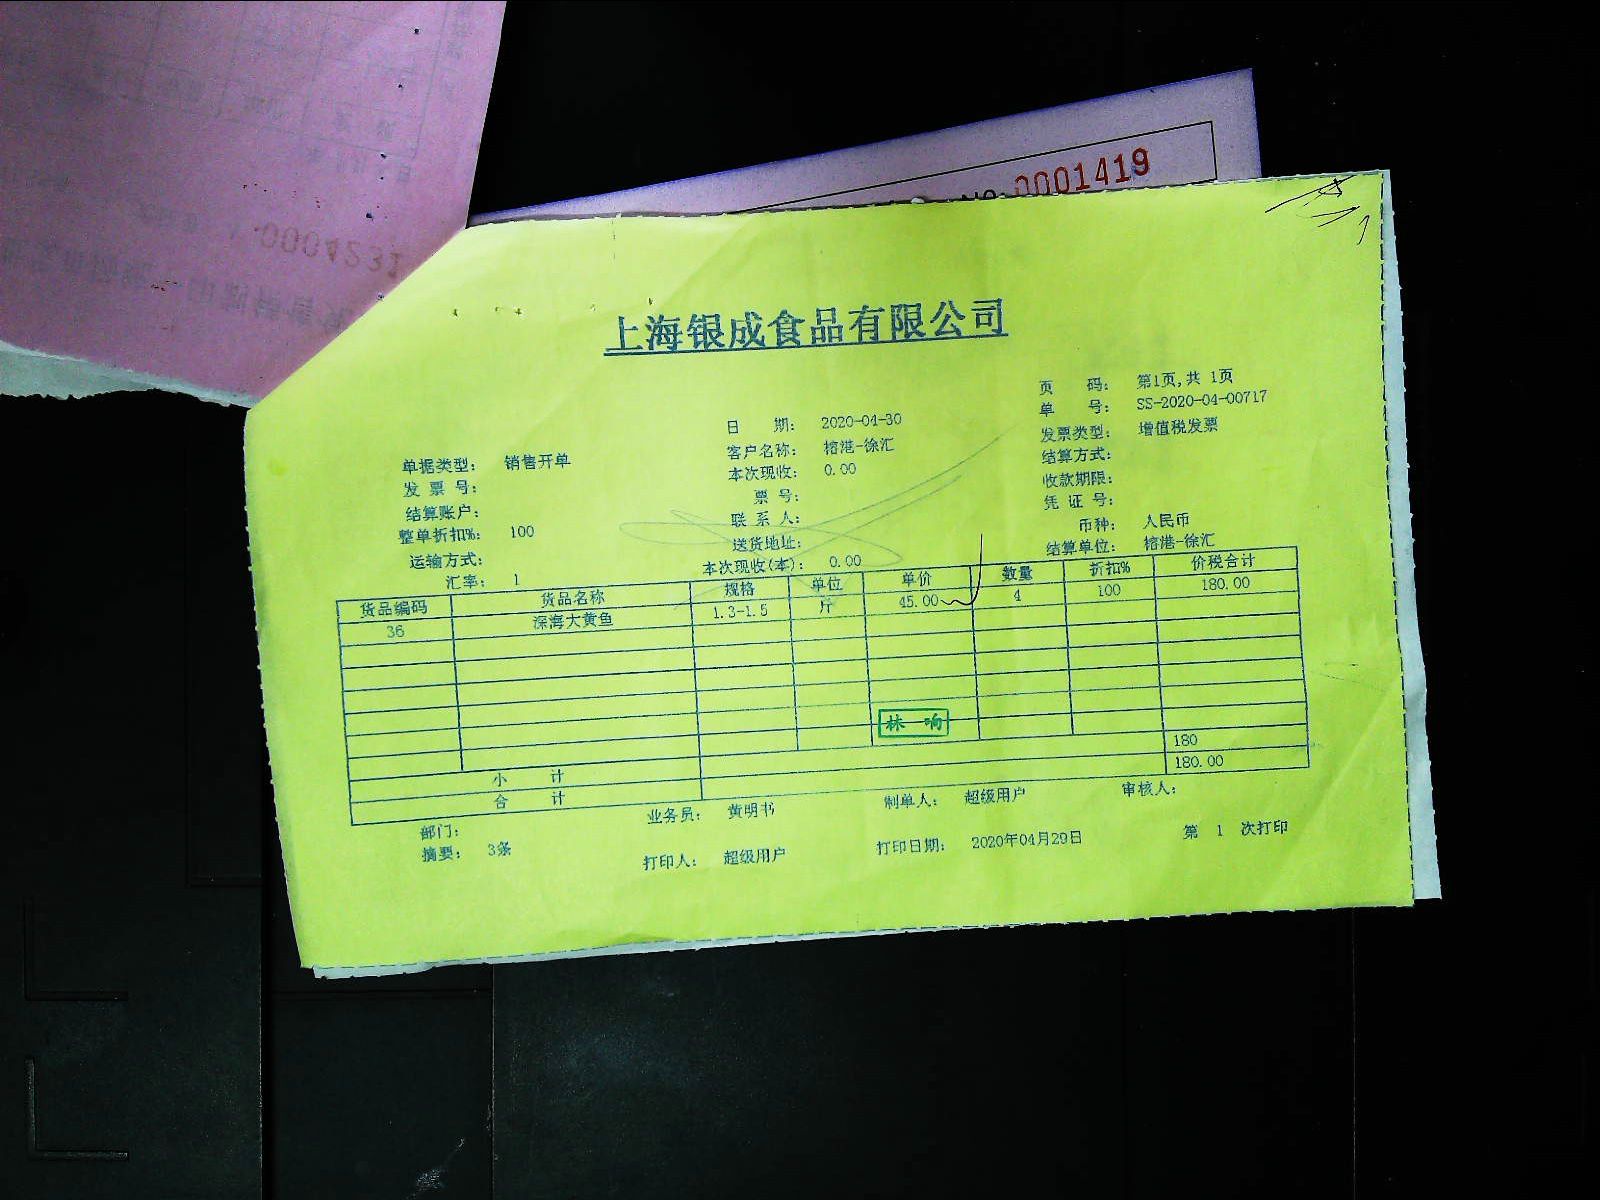 0004231
NO: 0001419
上海银成食品有限公司
页 码： 第1页,共 1页
日 期： 2020-04-30 单 号： SS-2020-04-00717
单据类型： 销售开单 客户名称： 榕港-徐汇 发票类型： 增值税发票
发 票 号： 本次现收： 0.00 结算方式：
结算账户： 票 号： 收款期限：
整单折扣%： 100 联 系 人： 凭 证 号：
运输方式： 送货地址： 币种： 人民币
汇率： 1 本次现收(本)： 0.00 结算单位： 榕港-徐汇
货品编码 货品名称 规格 单位 单价 数量 折扣% 价税合计
36 深海大黄鱼 1.3-1.5 斤 45.00 4 100 180.00
林 响
小 计 180
合 计 180.00
部门： 业务员： 黄明书 制单人： 超级用户 审核人：
摘要： 3条 打印人： 超级用户 打印日期： 2020年04月29日 第 1 次打印